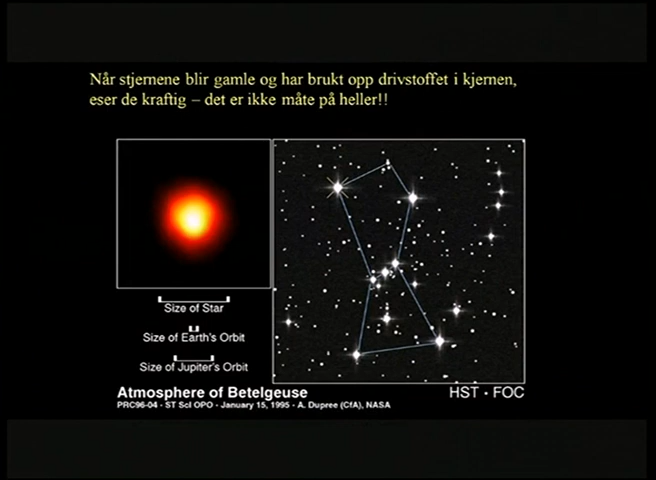 Når stjernene blir gamle og har brukt opp drivstoffet i kjernen,
eser de kraftig – det er ikke måte på heller!!
Size of Star
Size of Earth's Orbit
Size of Jupiter's Orbit
Atmosphere of Betelgeuse
HST · FOC
PRC96-04 · ST ScI OPO · January 15, 1995 · A. Dupree (CfA), NASA